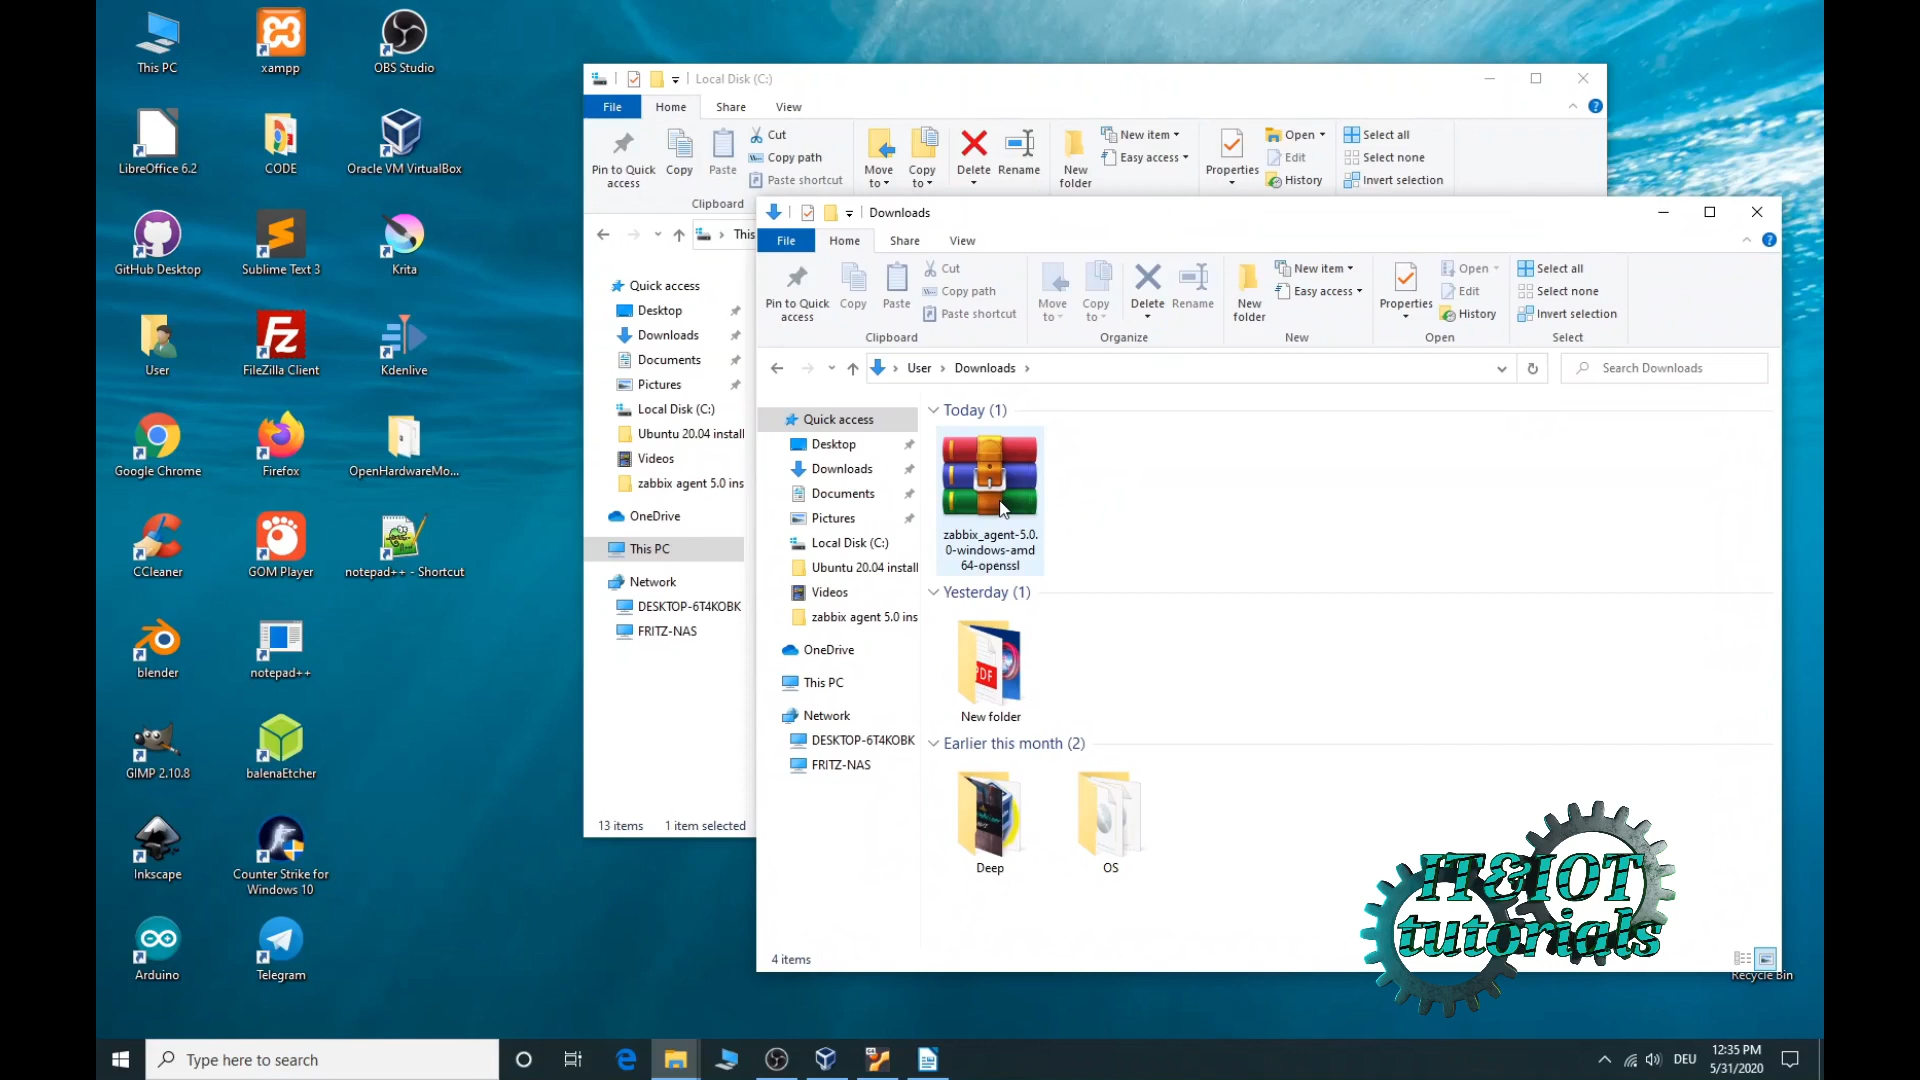 This PC
xampp
OBS Studio
LibreOffice 6.2
CODE
Oracle VM VirtualBox
GitHub Desktop
Sublime Text 3
Krita
User
FileZilla Client
Kdenlive
Google Chrome
Firefox
OpenHardwareMo...
CCleaner
GOM Player
notepad++ - Shortcut
blender
notepad++
GIMP 2.10.8
balenaEtcher
Inkscape
Counter Strike for
Windows 10
Arduino
Telegram
Local Disk (C:)
File
Home
Share
View
Pin to Quick
access
Copy
Paste
Cut
Copy path
Paste shortcut
Clipboard
Move
to
Copy
to
Delete
Rename
New
folder
New item
Easy access
Properties
Open
Edit
History
Select all
Select none
Invert selection
This
Quick access
Desktop
Downloads
Documents
Pictures
Local Disk (C:)
Ubuntu 20.04 install
Videos
zabbix agent 5.0 ins
OneDrive
This PC
Network
DESKTOP-6T4KOBK
FRITZ-NAS
13 items
1 item selected
Downloads
File
Home
Share
View
Pin to Quick
access
Copy
Paste
Cut
Copy path
Paste shortcut
Clipboard
Move
to
Copy
to
Delete
Rename
Organize
New
folder
New item
Easy access
New
Properties
Open
Edit
History
Open
Select all
Select none
Invert selection
Select
User > Downloads >
Search Downloads
Quick access
Desktop
Downloads
Documents
Pictures
Local Disk (C:)
Ubuntu 20.04 install
Videos
zabbix agent 5.0 ins
OneDrive
This PC
Network
DESKTOP-6T4KOBK
FRITZ-NAS
Today (1)
zabbix_agent-5.0.
0-windows-amd
64-openssl
Yesterday (1)
PDF
New folder
Earlier this month (2)
Deep
OS
4 items
IT&IOT
tutorials
Recycle Bin
Type here to search
DEU
12:35 PM
5/31/2020